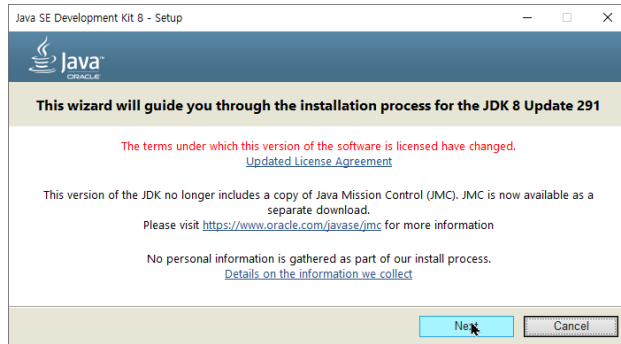 Java SE Development Kit 8 - Setup
Java™
ORACLE
This wizard will guide you through the installation process for the JDK 8 Update 291
The terms under which this version of the software is licensed have changed.
Updated License Agreement
This version of the JDK no longer includes a copy of Java Mission Control (JMC). JMC is now available as a
separate download.
Please visit https://www.oracle.com/javase/jmc for more information
No personal information is gathered as part of our install process.
Details on the information we collect
Next
Cancel